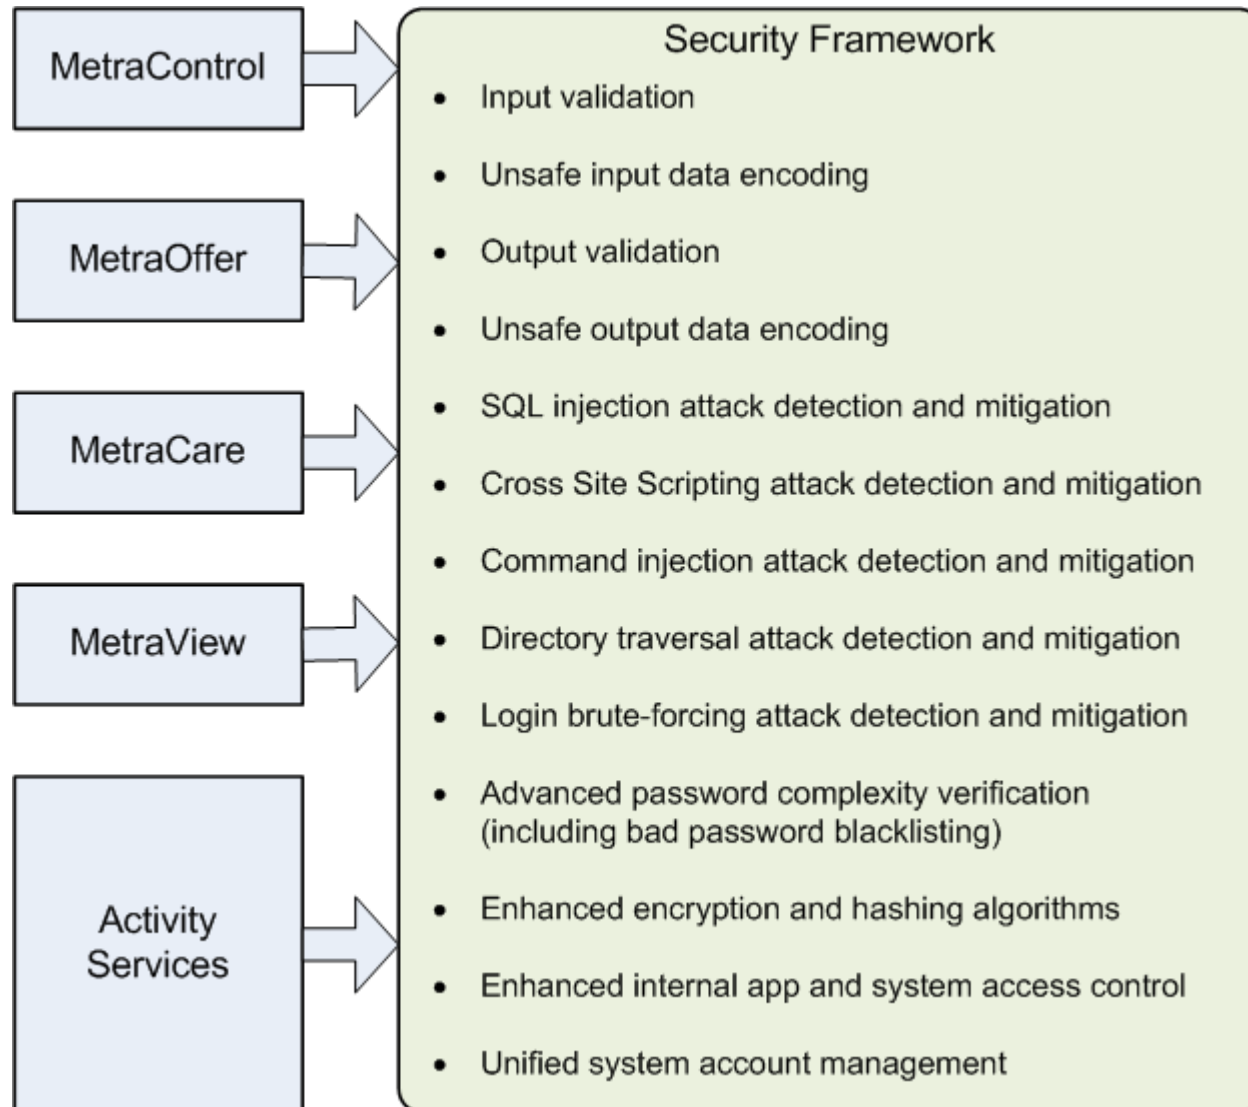 MetraControl
MetraOffer
MetraCare
MetraView
Activity
Services
Security Framework
• Input validation
• Unsafe input data encoding
• Output validation
• Unsafe output data encoding
• SQL injection attack detection and mitigation
• Cross Site Scripting attack detection and mitigation
• Command injection attack detection and mitigation
• Directory traversal attack detection and mitigation
• Login brute-forcing attack detection and mitigation
• Advanced password complexity verification
(including bad password blacklisting)
• Enhanced encryption and hashing algorithms
• Enhanced internal app and system access control
• Unified system account management